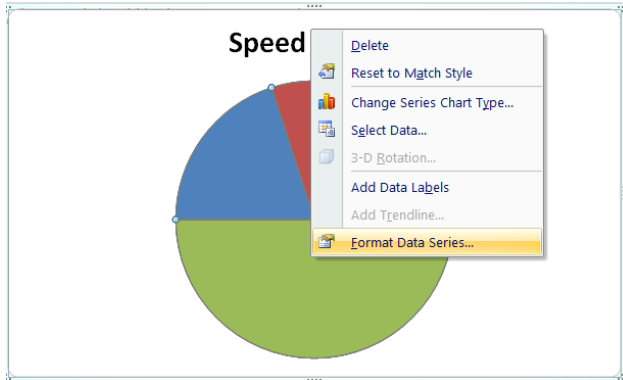 Speed
Delete
Reset to Match Style
Change Series Chart Type...
Select Data...
3-D Rotation...
Add Data Labels
Add Trendline...
Format Data Series...